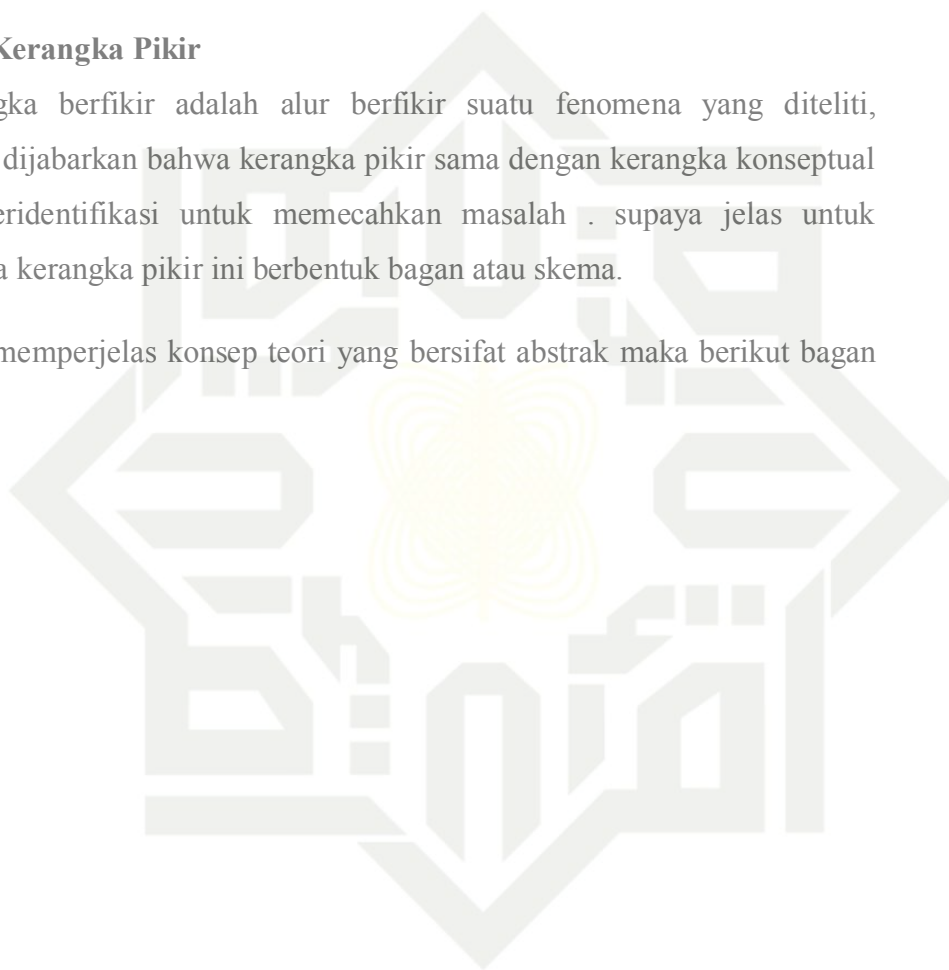 Kerangka Pikir
gka berfikir adalah alur berfikir suatu fenomena yang diteliti,
dijabarkan bahwa kerangka pikir sama dengan kerangka konseptual
eridentifikasi untuk memecahkan masalah . supaya jelas untuk
a kerangka pikir ini berbentuk bagan atau skema.
memperjelas konsep teori yang bersifat abstrak maka berikut bagan